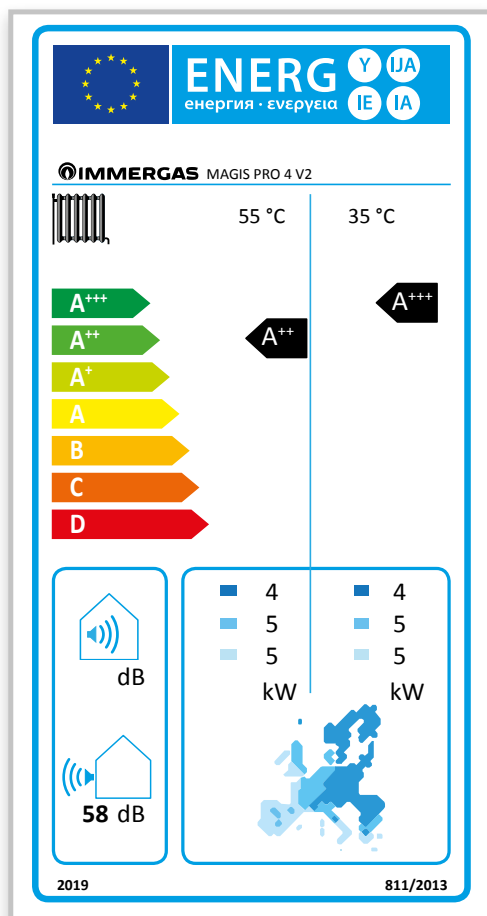 ENERG Y IJA
енергия · ενεργεια IE IA
IMMERGAS MAGIS PRO 4 V2
55 °C 35 °C
A+++ A+++
A++ A++
A+
A
B
C
D
4 4
5 5
5 5
dB kW kW
58 dB
2019 811/2013